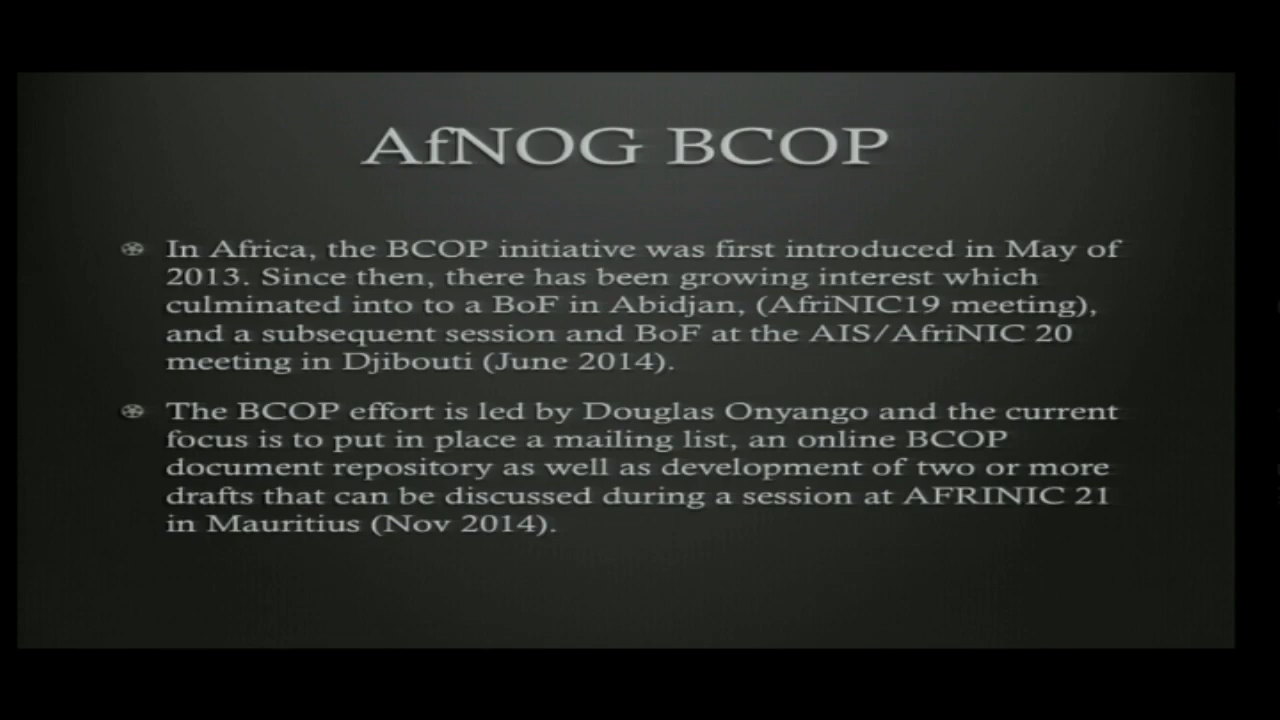 AfNOG BCOP
In Africa, the BCOP initiative was first introduced in May of
2013. Since then, there has been growing interest which
culminated into to a BoF in Abidjan, (AfriNIC19 meeting),
and a subsequent session and BoF at the AIS/AfriNIC 20
meeting in Djibouti (June 2014).
The BCOP effort is led by Douglas Onyango and the current
focus is to put in place a mailing list, an online BCOP
document repository as well as development of two or more
drafts that can be discussed during a session at AFRINIC 21
in Mauritius (Nov 2014).